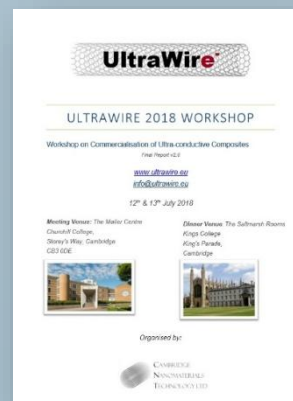 UltraWire
ULTRAWIRE 2018 WORKSHOP
Workshop on Commercialisation of Ultra-conductive Composites
Final Report v2.0
www.ultrawire.eu
info@ultrawire.eu
12th & 13th July 2018
Meeting Venue: The Møller Centre
Churchill College,
Storey's Way, Cambridge
CB3 0DE
Dinner Venue: The Saltmarsh Rooms
Kings College
King's Parade,
Cambridge
Organised by:
CAMBRIDGE
NANOMATERIALS
TECHNOLOGY LTD